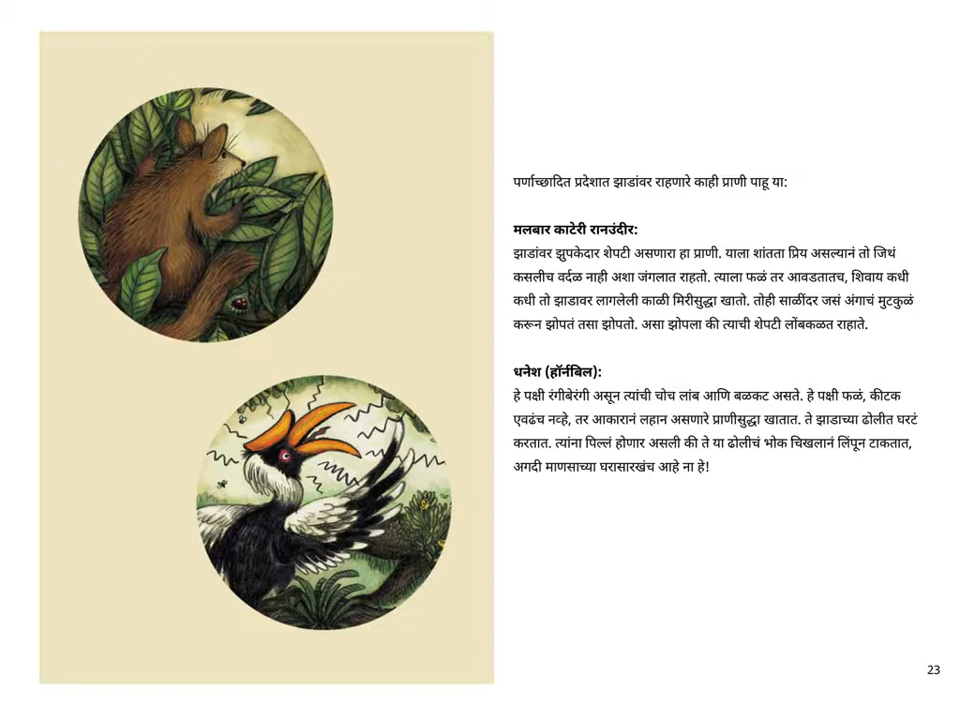 पर्णाच्छादित प्रदेशात झाडांवर राहणारे काही प्राणी पाहू या:
मलबार काटेरी रानउंदीर:
झाडांवर झुपकेदार शेपटी असणारा हा प्राणी. याला शांतता प्रिय असल्यानं तो जिथं
कसलीच वर्दळ नाही अशा जंगलात राहतो. त्याला फळं तर आवडतातच, शिवाय कधी
कधी तो झाडावर लागलेली काळी मिरीसुद्धा खातो. तोही साळींदर जसं अंगाचं मुटकुळं
करून झोपतं तसा झोपतो. असा झोपला की त्याची शेपटी लोंबकळत राहाते.
धनेश (हॉर्नबिल):
हे पक्षी रंगीबेरंगी असून त्यांची चोच लांब आणि बळकट असते. हे पक्षी फळं, कीटक
एवढंच नव्हे, तर आकारानं लहान असणारे प्राणीसुद्धा खातात. ते झाडाच्या ढोलीत घरटं
करतात. त्यांना पिल्लं होणार असली की ते या ढोलीचं भोक चिखलानं लिंपून टाकतात,
अगदी माणसाच्या घरासारखंच आहे ना हे!
23